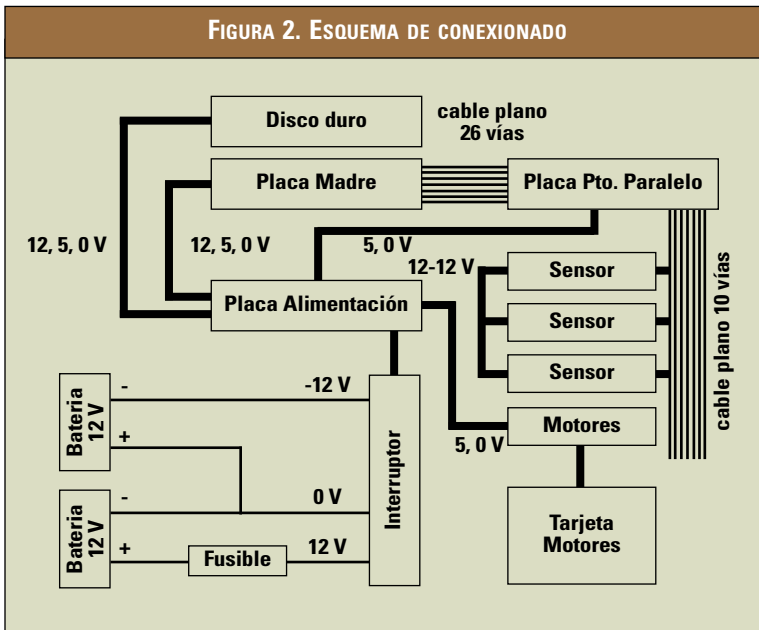 FIGURA 2. ESQUEMA DE CONEXIONADO
Disco duro
cable plano
26 vías
Placa Madre
Placa Pto. Paralelo
12, 5, 0 V
12, 5, 0 V
5, 0 V
12-12 V
Sensor
Placa Alimentación
Sensor
Sensor
cable plano 10 vías
Bateria
12 V
-
-12 V
+
Motores
5, 0 V
Interruptor
Bateria
12 V
-
0 V
+
Fusible
12 V
Tarjeta
Motores